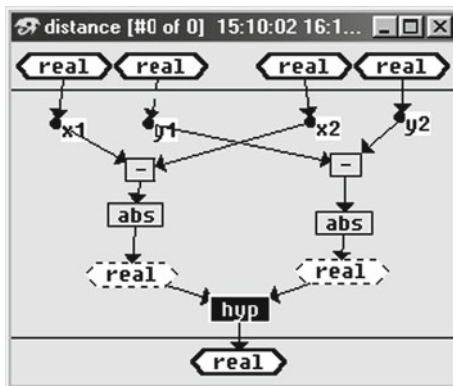 distance [#0 of 0] 15:10:02 16:1...
real real real real
x1 y1 x2 y2
- -
abs abs
real real
hyp
real